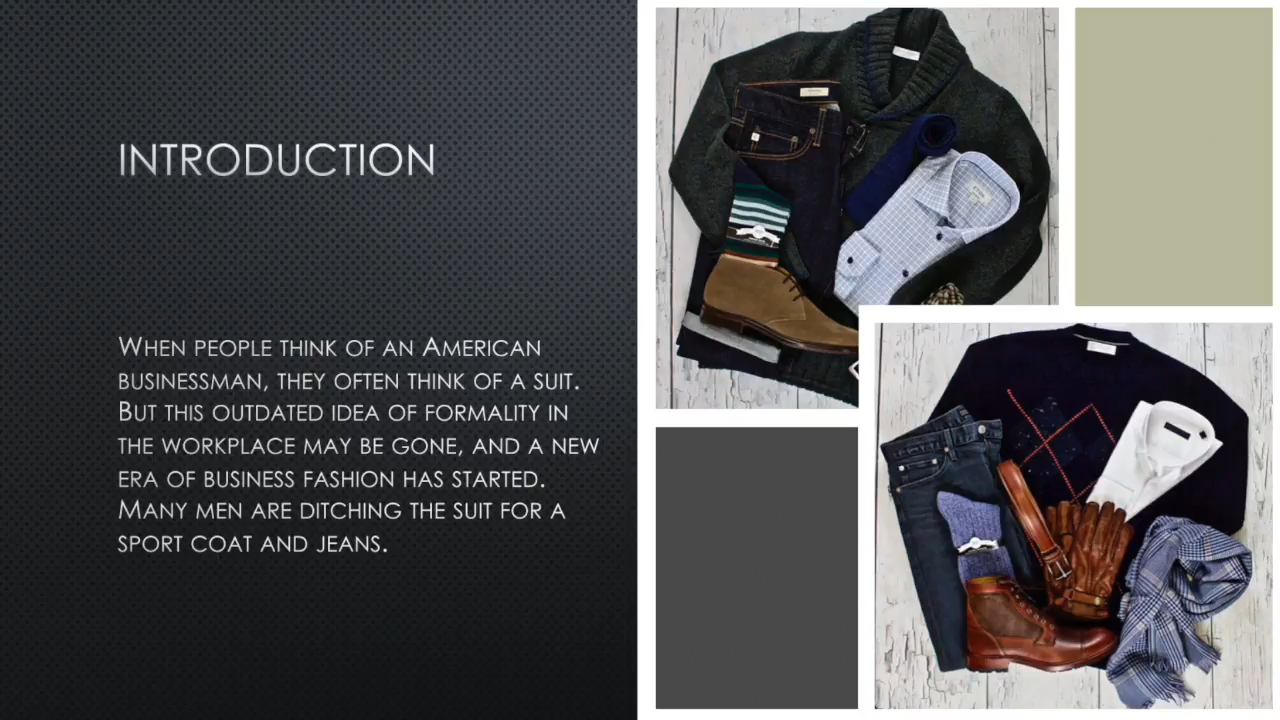 INTRODUCTION
WHEN PEOPLE THINK OF AN AMERICAN
BUSINESSMAN, THEY OFTEN THINK OF A SUIT.
BUT THIS OUTDATED IDEA OF FORMALITY IN
THE WORKPLACE MAY BE GONE, AND A NEW
ERA OF BUSINESS FASHION HAS STARTED.
MANY MEN ARE DITCHING THE SUIT FOR A
SPORT COAT AND JEANS.